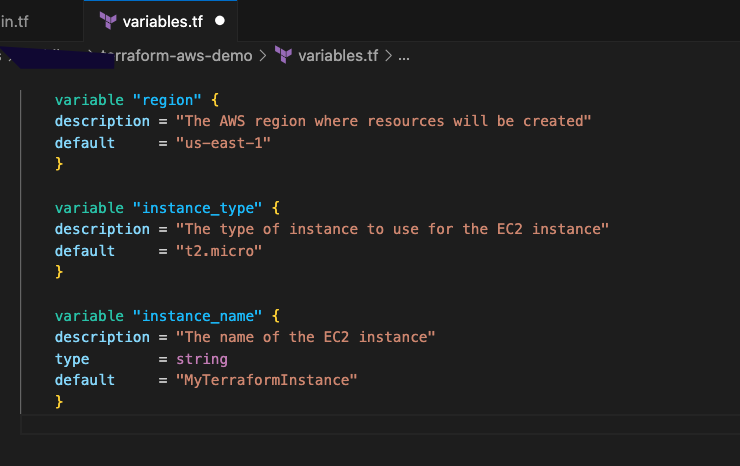 in.tf variables.tf
terraform-aws-demo > variables.tf > ...
variable "region" {
description = "The AWS region where resources will be created"
default     = "us-east-1"
}
variable "instance_type" {
description = "The type of instance to use for the EC2 instance"
default     = "t2.micro"
}
variable "instance_name" {
description = "The name of the EC2 instance"
type        = string
default     = "MyTerraformInstance"
}